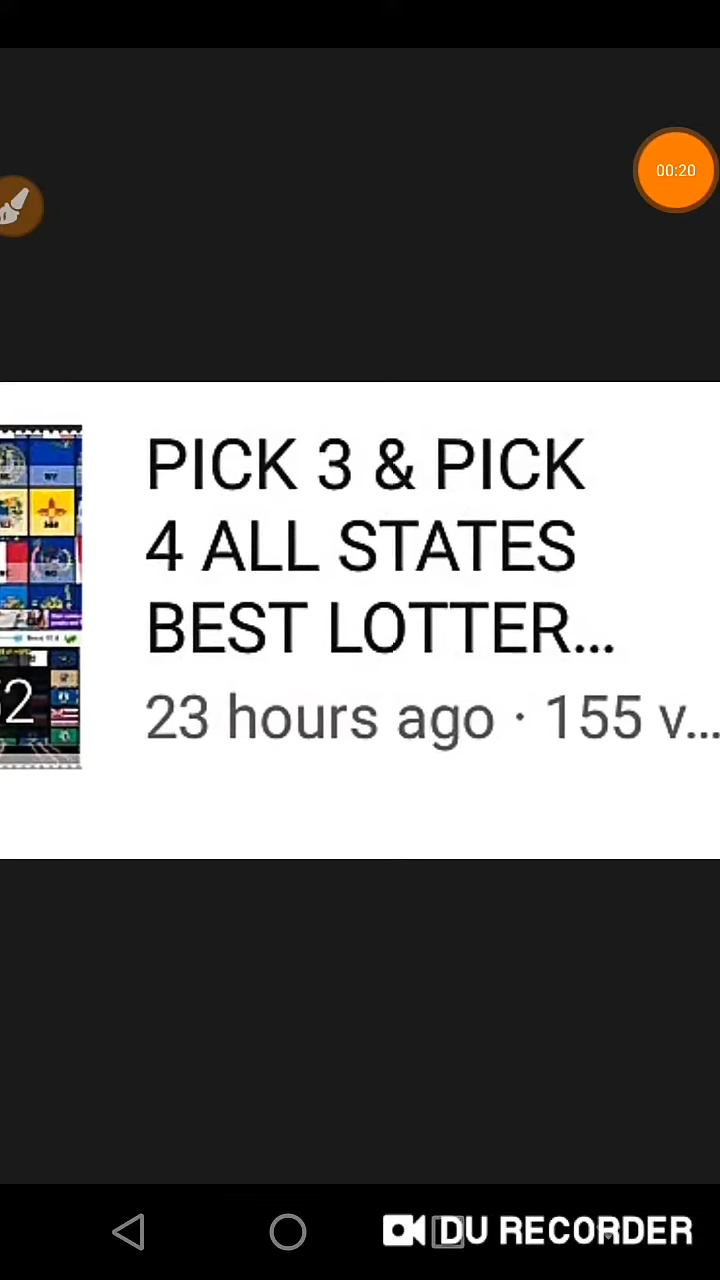 00:20
PICK 3 & PICK
4 ALL STATES
BEST LOTTER...
23 hours ago · 155 v...
DU RECORDER